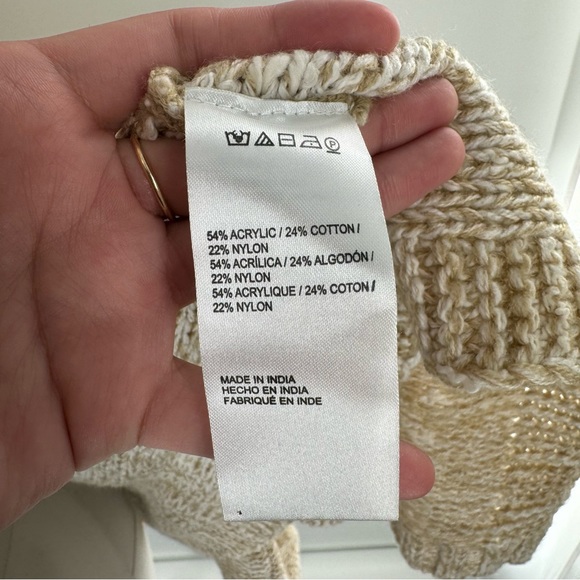 54% ACRYLIC / 24% COTTON /
22% NYLON
54% ACRÍLICA / 24% ALGODÓN /
22% NYLON
54% ACRYLIQUE / 24% COTON /
22% NYLON
MADE IN INDIA
HECHO EN INDIA
FABRIQUÉ EN INDE